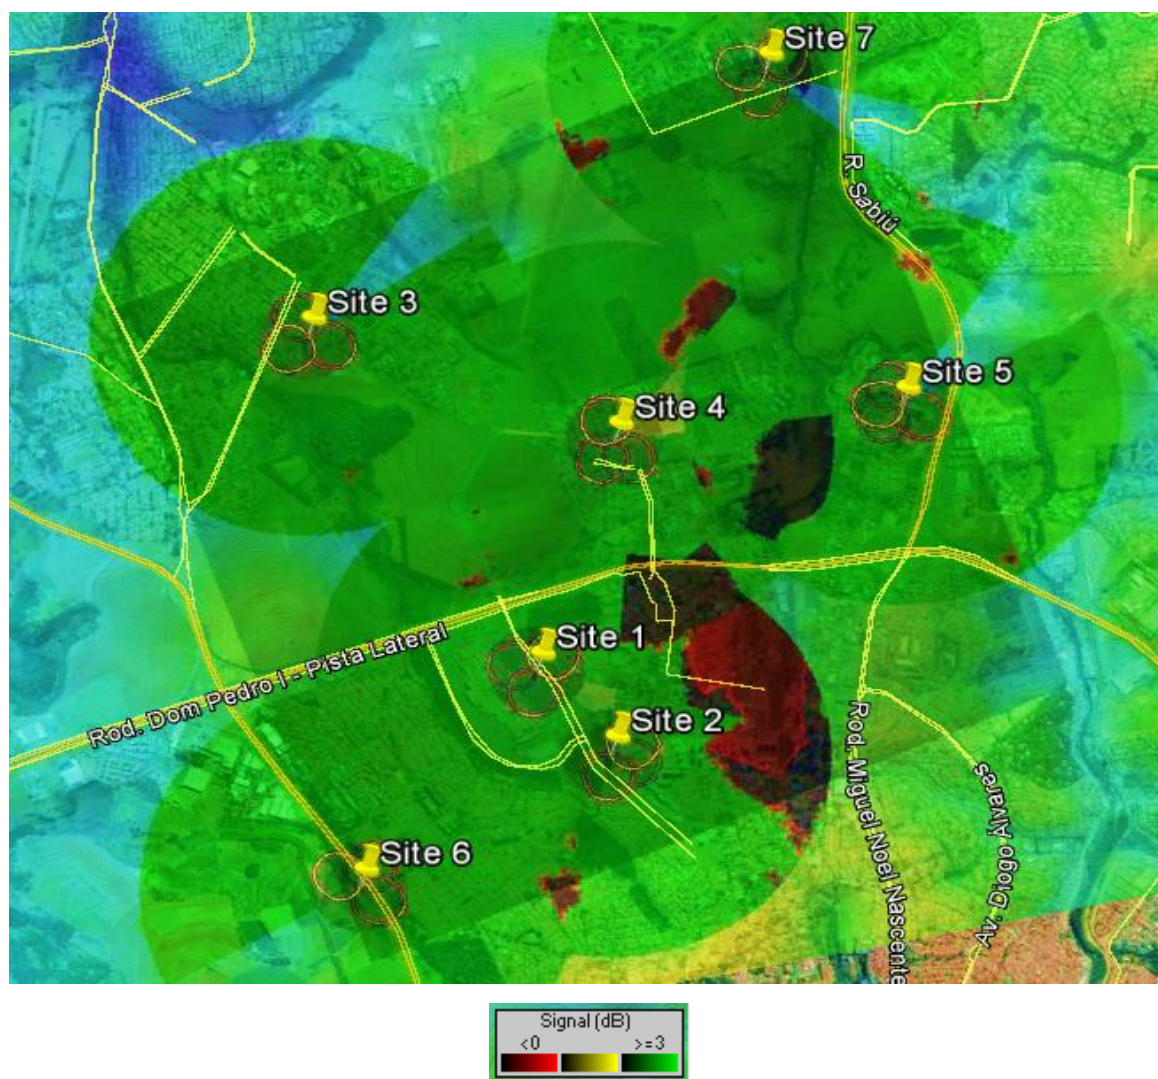 Site 7
R. Sabiú
Site 3
Site 5
Site 4
Site 1
Rod. Dom Pedro I - Pista Lateral
Site 2
Rod. Miguel Noel Nascente
Av. Diogo Álvares
Site 6
Signal (dB)
<0 >=3